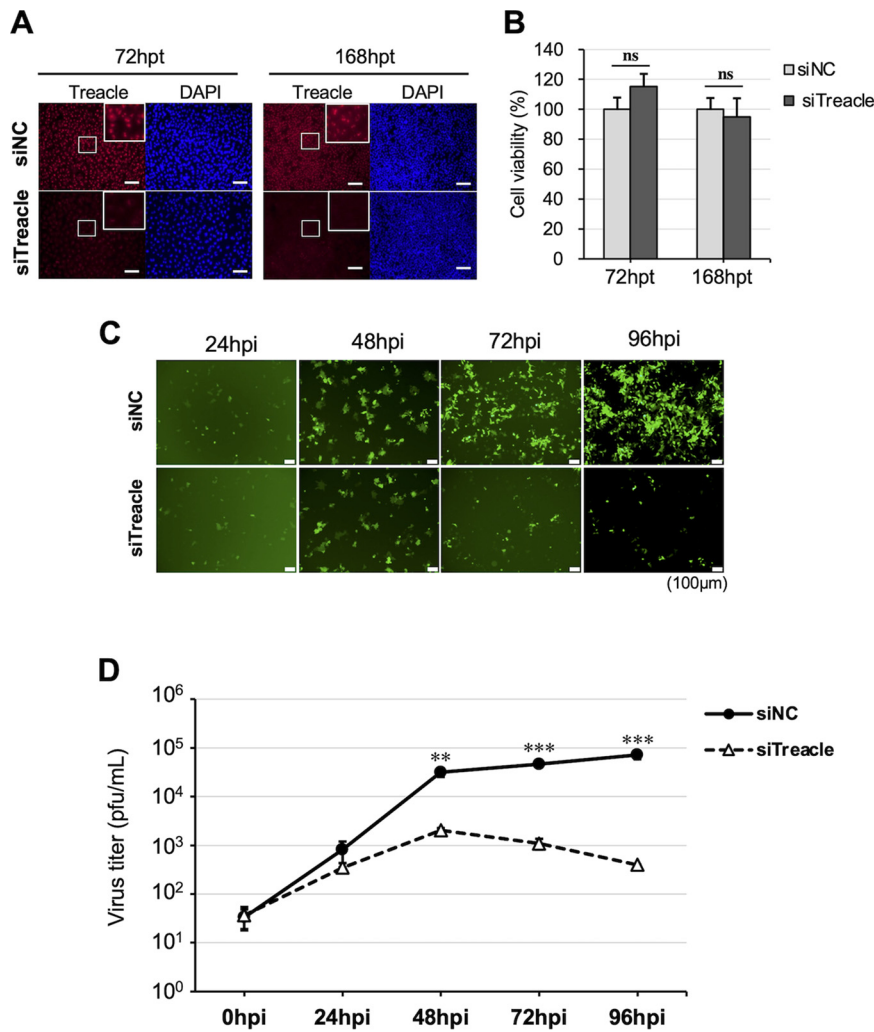 A
72hpt 168hpt
Treacle DAPI Treacle DAPI
siNC
siTreacle
B
140
120
100
80
60
40
20
0
Cell viability (%)
ns ns
72hpt 168hpt
siNC
siTreacle
C
24hpi 48hpi 72hpi 96hpi
siNC
siTreacle
(100μm)
D
10⁶
10⁵
10⁴
10³
10²
10¹
10⁰
Virus titer (pfu/mL)
** *** ***
0hpi 24hpi 48hpi 72hpi 96hpi
siNC
siTreacle